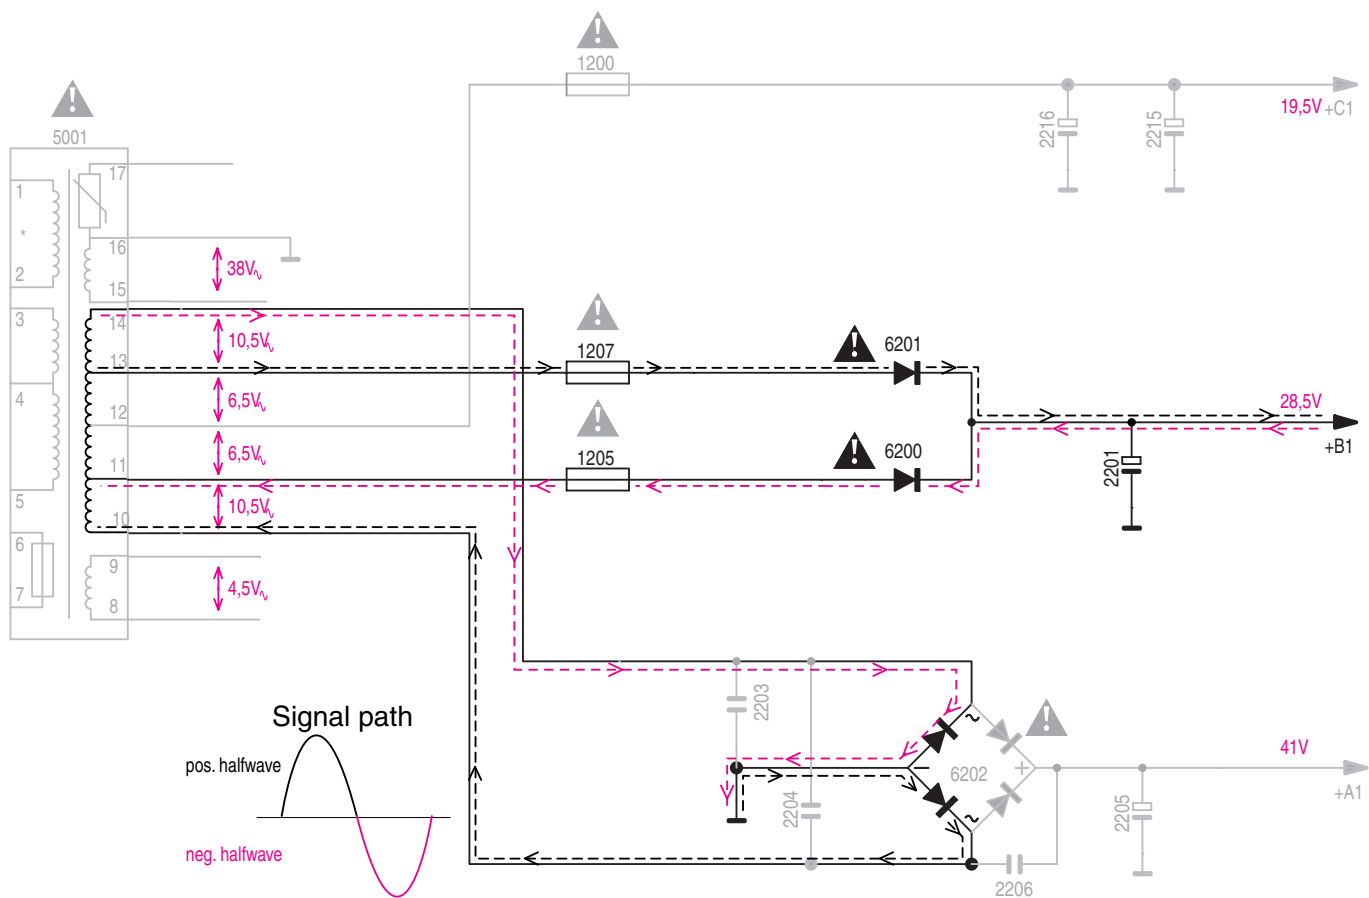 1200
19,5V +C1
2216
2215
5001
17
1
*
16
2
38V~
15
3
14
10,5V~
1207
6201
13
4
6,5V~
28,5V
12
+B1
6,5V~
1205
6200
2201
11
5
10,5V~
10
6
9
7
4,5V~
8
2203
Signal path
pos. halfwave
~
41V
6202
–
+
+A1
2204
~
2205
neg. halfwave
2206